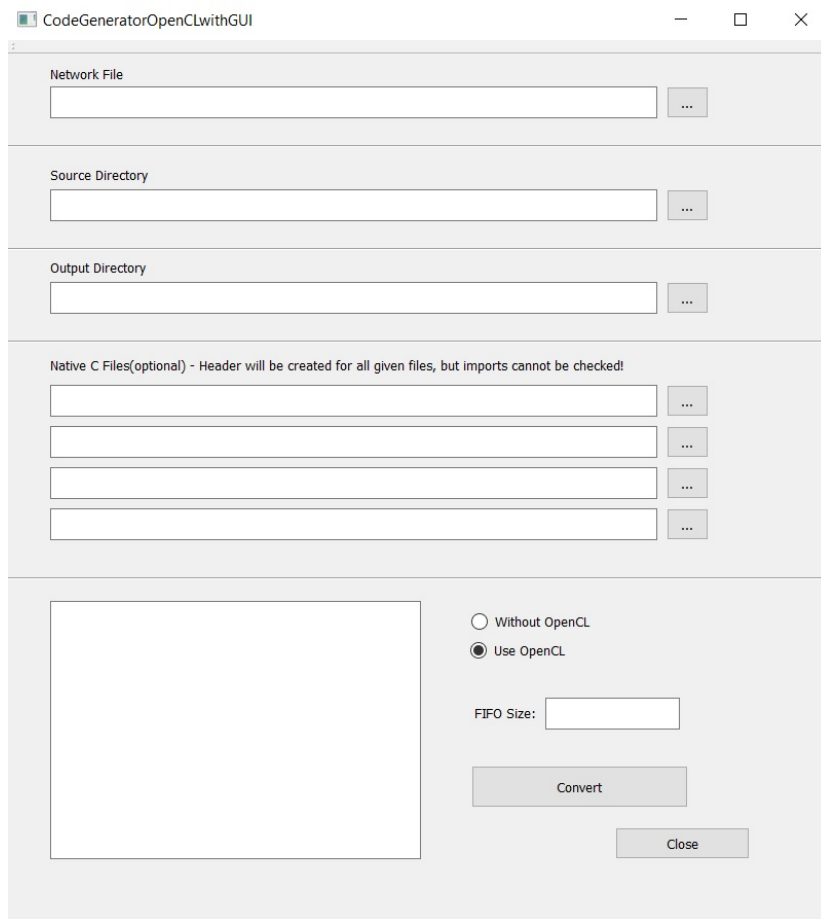 CodeGeneratorOpenCLwithGUI
Network File
...
Source Directory
...
Output Directory
...
Native C Files(optional) - Header will be created for all given files, but imports cannot be checked!
...
...
...
...
Without OpenCL
Use OpenCL
FIFO Size:
Convert
Close